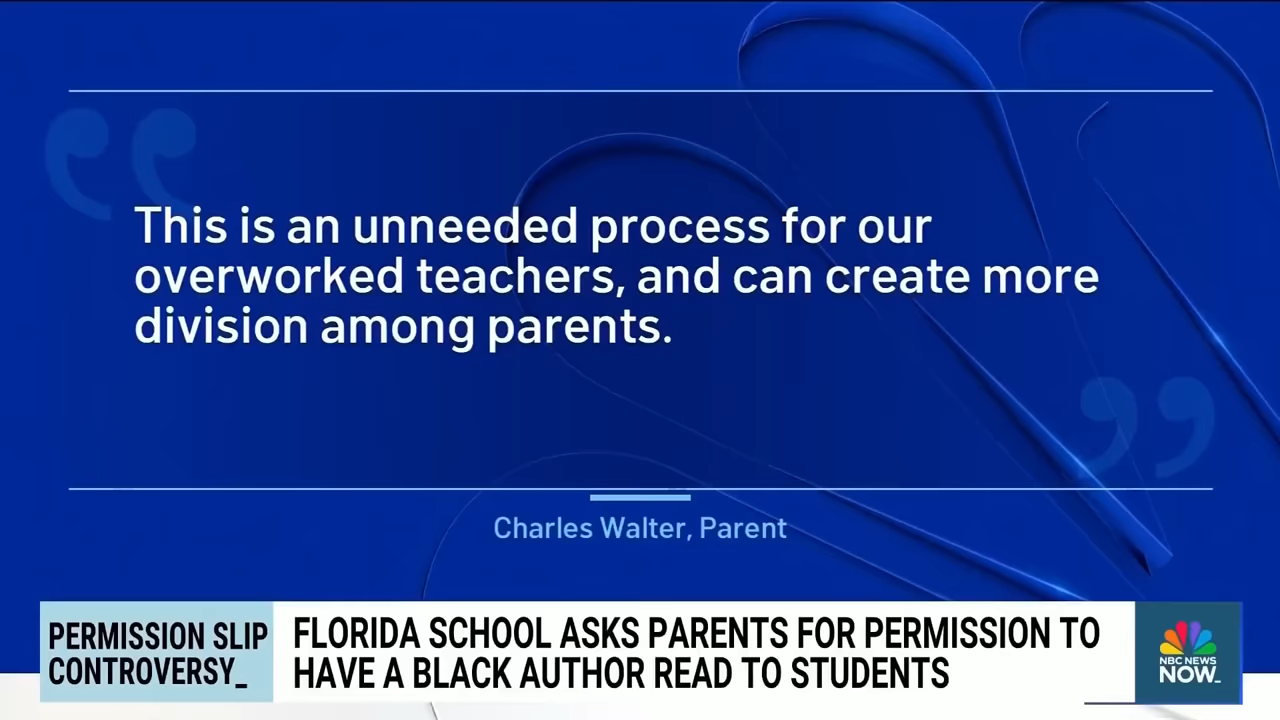 This is an unneeded process for our
overworked teachers, and can create more
division among parents.
Charles Walter, Parent
PERMISSION SLIP
CONTROVERSY_
FLORIDA SCHOOL ASKS PARENTS FOR PERMISSION TO
HAVE A BLACK AUTHOR READ TO STUDENTS
NBC NEWS
NOW_